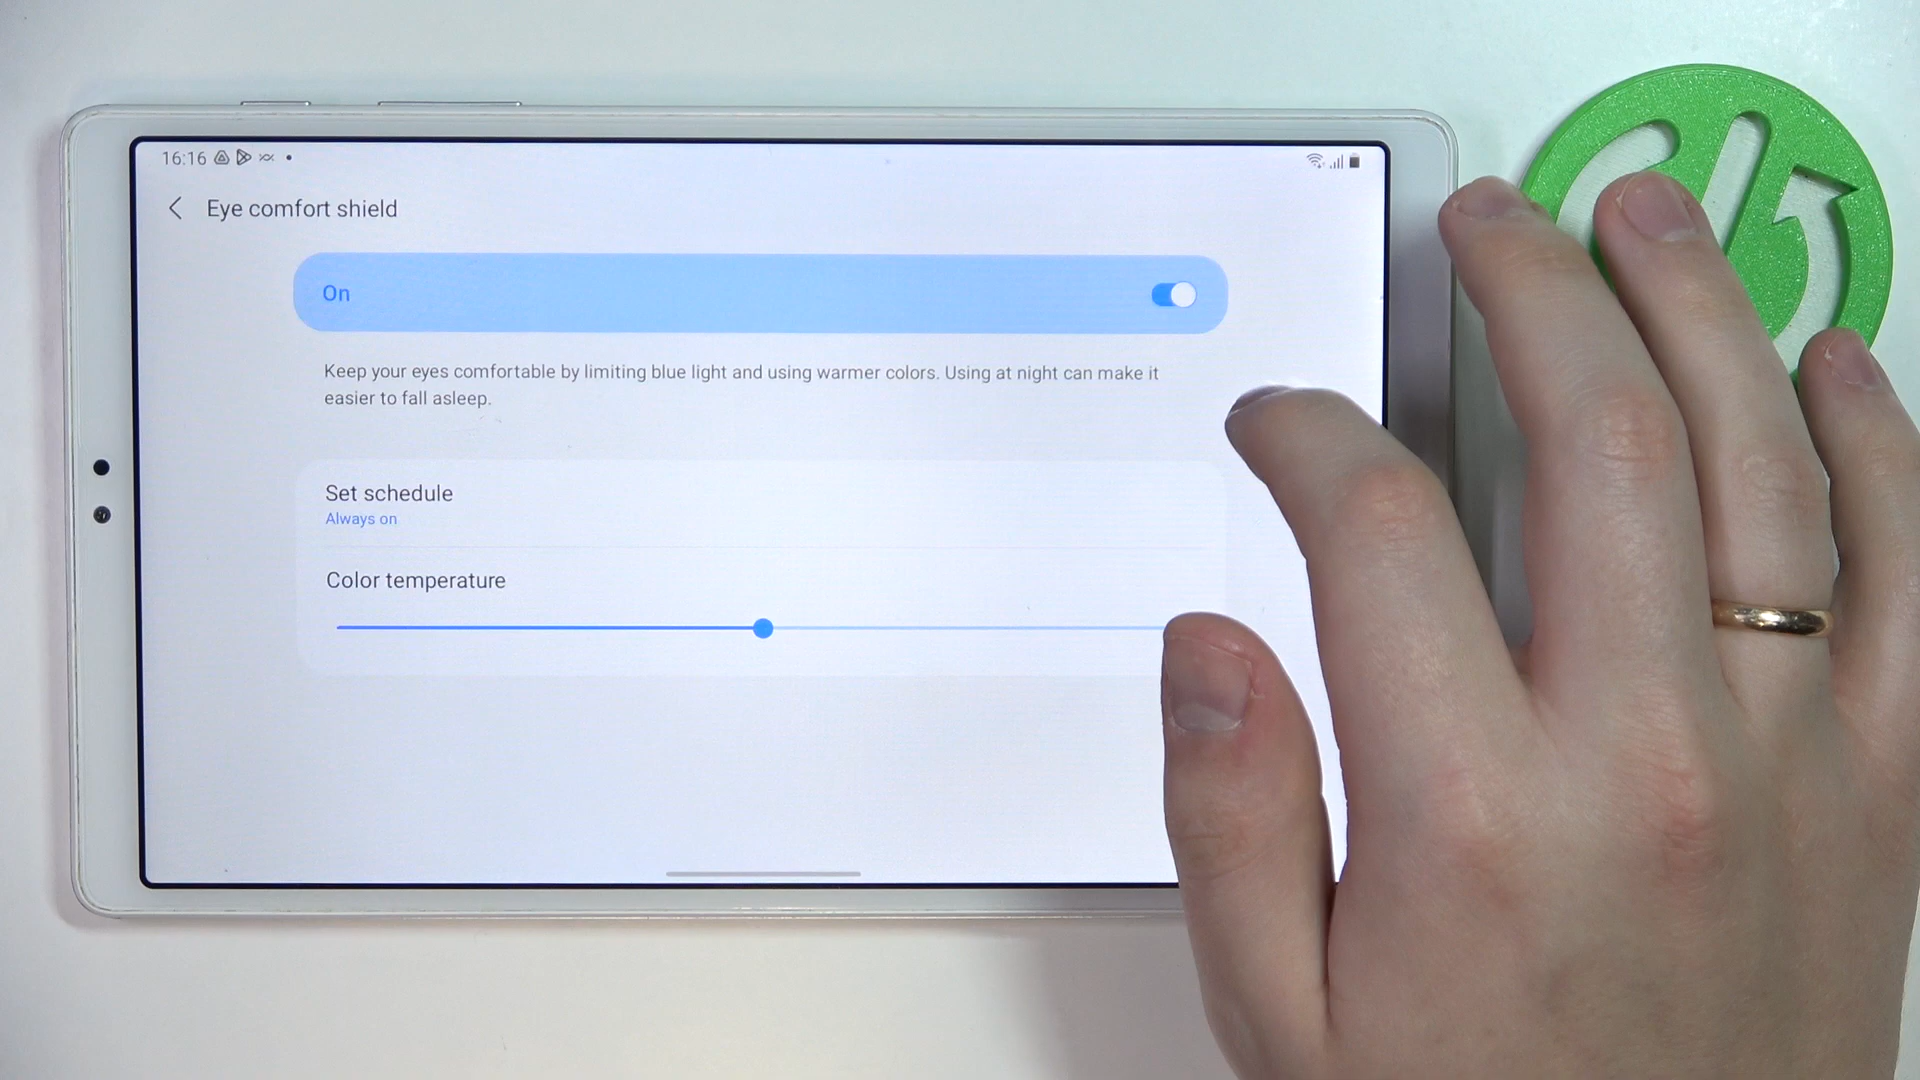 16:16
Eye comfort shield
On
Keep your eyes comfortable by limiting blue light and using warmer colors. Using at night can make it
easier to fall asleep.
Set schedule
Always on
Color temperature